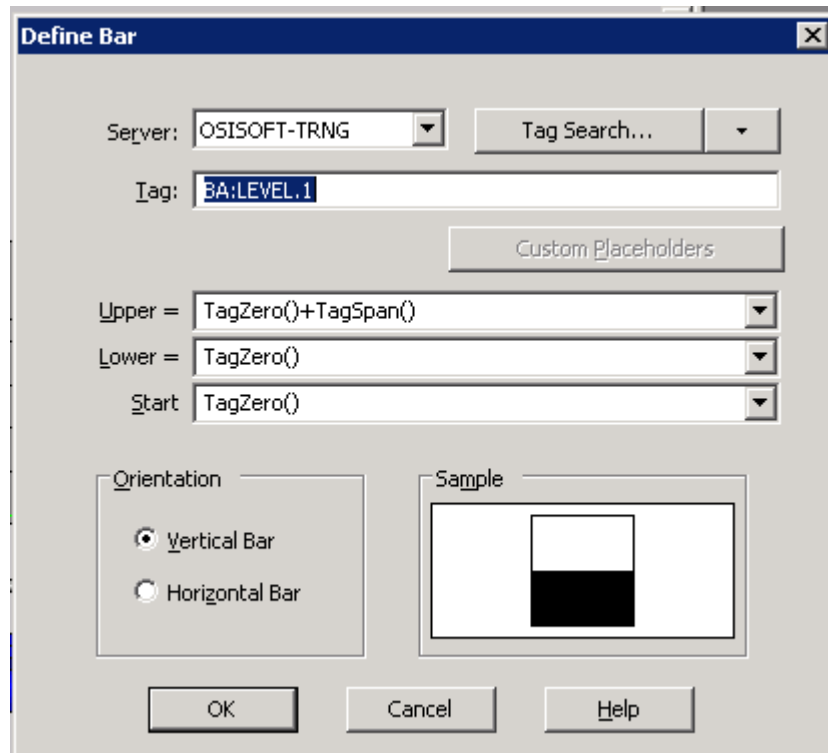 Define Bar
Server: OSISOFT-TRNG Tag Search...
Tag: BA:LEVEL.1
Custom Placeholders
Upper = TagZero()+TagSpan()
Lower = TagZero()
Start TagZero()
Orientation Sample
Vertical Bar
Horizontal Bar
OK Cancel Help